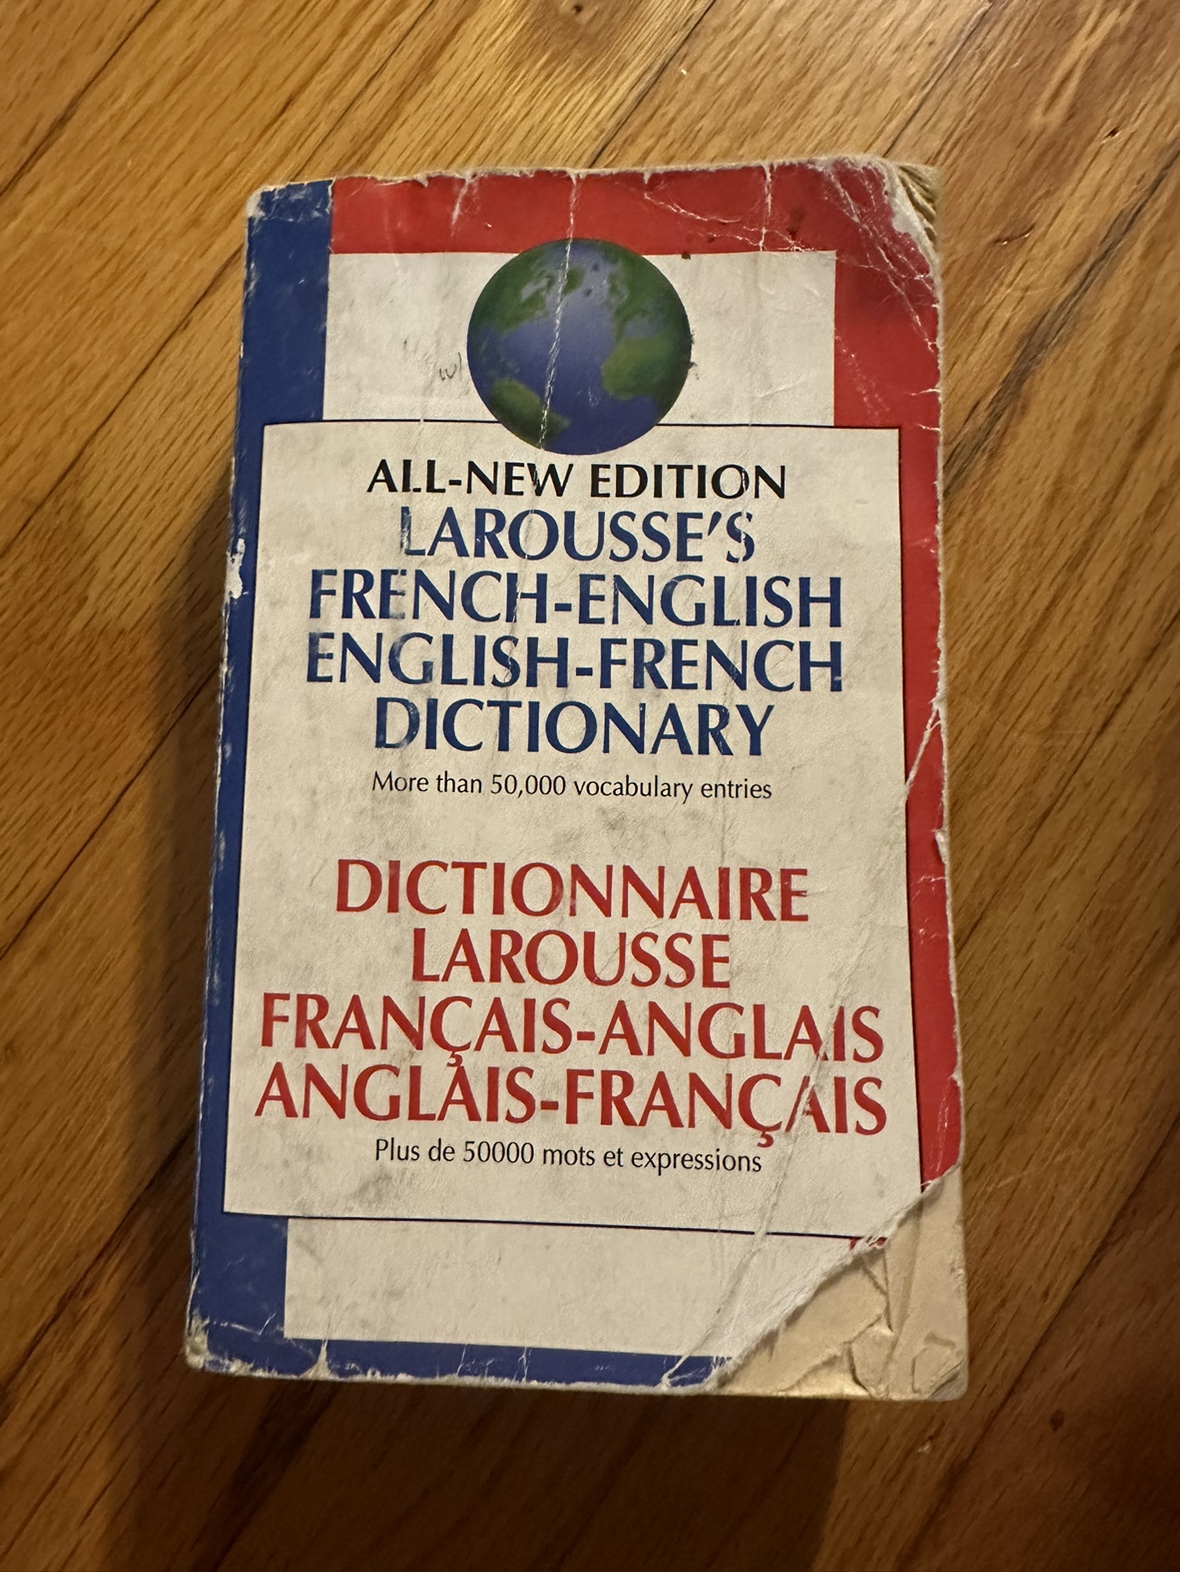 ALL-NEW EDITION
LAROUSSE'S
FRENCH-ENGLISH
ENGLISH-FRENCH
DICTIONARY
More than 50,000 vocabulary entries
DICTIONNAIRE
LAROUSSE
FRANÇAIS-ANGLAIS
ANGLAIS-FRANÇAIS
Plus de 50000 mots et expressions